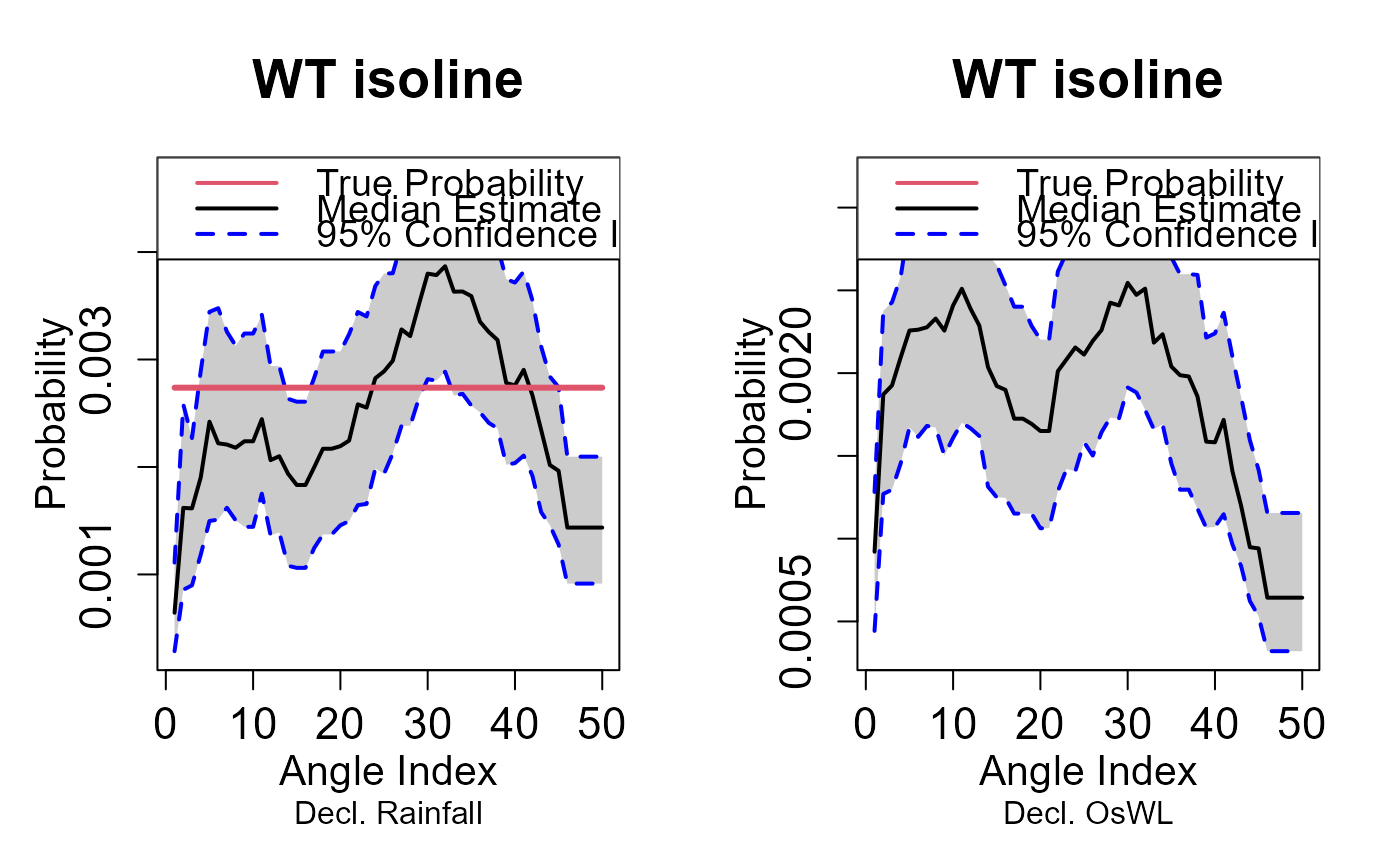 WT isoline
True Probability
Median Estimate
95% Confidence I
Probability
0.001
0.003
0 10 20 30 40 50
Angle Index
Decl. Rainfall
WT isoline
True Probability
Median Estimate
95% Confidence I
Probability
0.0005
0.0020
0 10 20 30 40 50
Angle Index
Decl. OsWL